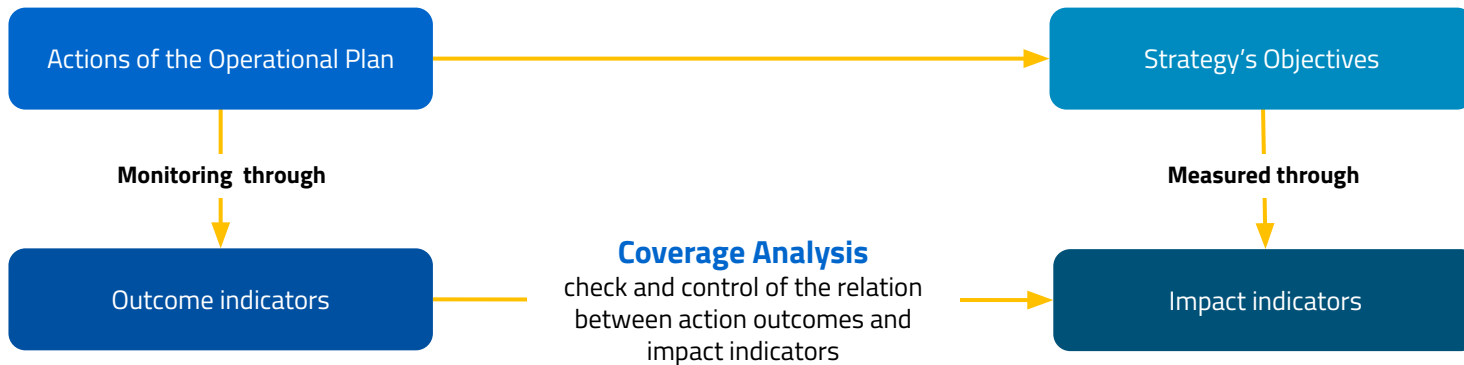 Actions of the Operational Plan
Strategy's Objectives
Monitoring through
Measured through
Outcome indicators
Coverage Analysis
check and control of the relation
between action outcomes and
impact indicators
Impact indicators